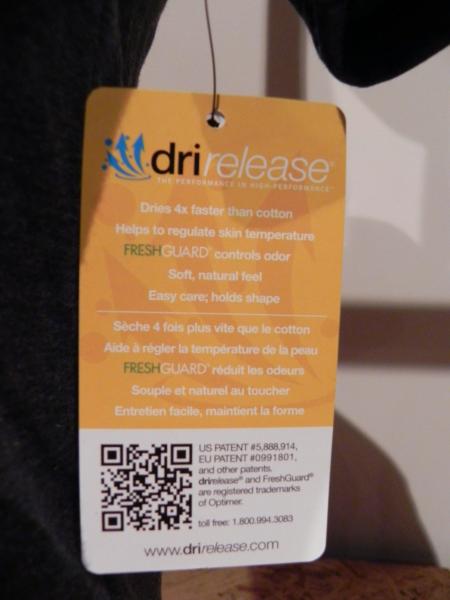 drirelease®
THE PERFORMANCE IN HIGH-PERFORMANCE™
Dries 4x faster than cotton
Helps to regulate skin temperature
FRESHGUARD® controls odor
Soft, natural feel
Easy care; holds shape
Sèche 4 fois plus vite que le cotton
Aide à régler la température de la peau
FRESHGUARD® réduit les odeurs
Souple et naturel au toucher
Entretien facile, maintient la forme
US PATENT #5,888,914,
EU PATENT #0991801,
and other patents.
drirelease® and FreshGuard®
are registered trademarks
of Optimer.
toll free: 1.800.994.3083
www.drirelease.com